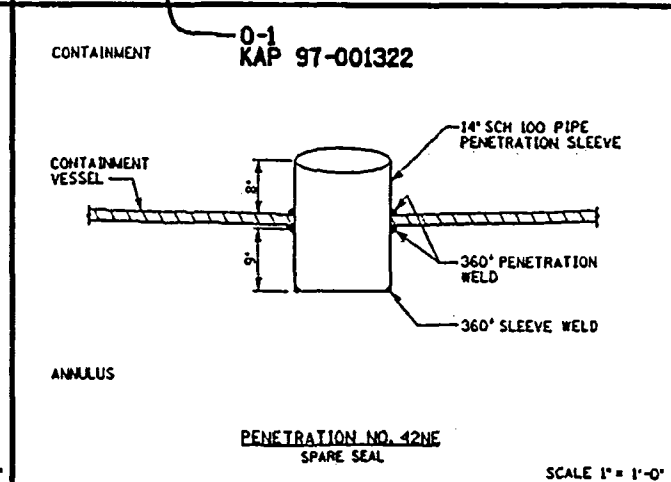 O-1
KAP 97-001322
CONTAINMENT
14" SCH 100 PIPE
PENETRATION SLEEVE
CONTAINMENT
VESSEL
8"
9"
360° PENETRATION
WELD
360° SLEEVE WELD
ANNULUS
PENETRATION NO. 42NE
SPARE SEAL
SCALE 1" = 1'-0"